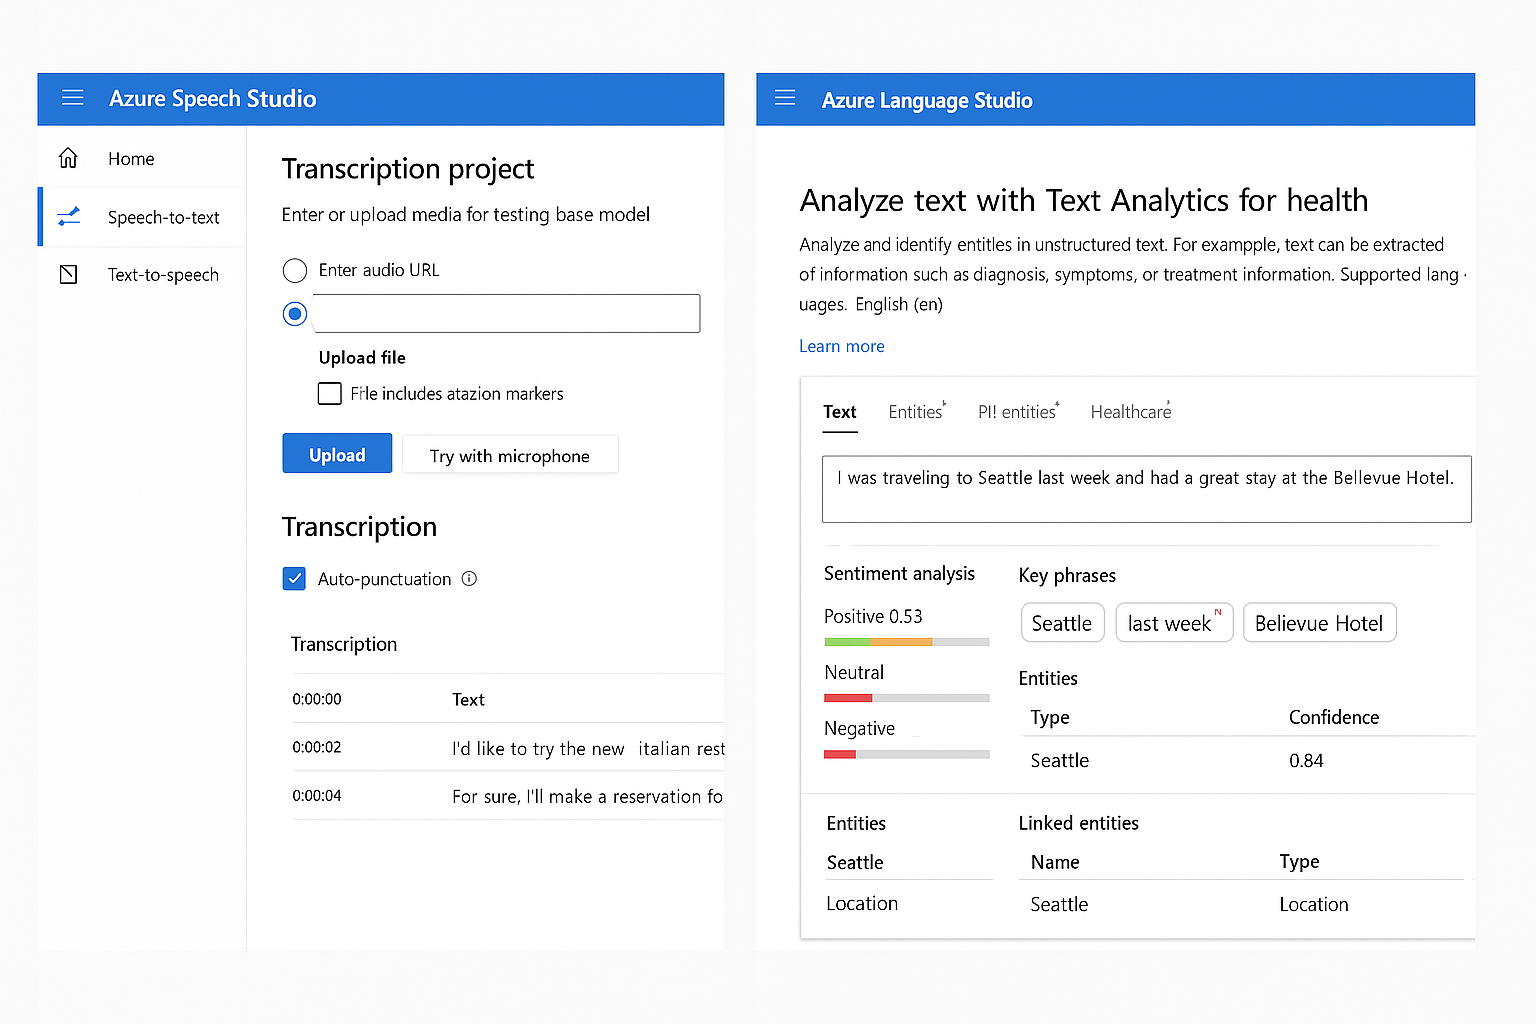 Azure Speech Studio
Home
Speech-to-text
Text-to-speech
Transcription project
Enter or upload media for testing base model
Enter audio URL
Upload file
File includes atazion markers
Upload
Try with microphone
Transcription
Auto-punctuation
Transcription
0:00:00 Text
0:00:02 I'd like to try the new italian rest
0:00:04 For sure, I'll make a reservation fo
Azure Language Studio
Analyze text with Text Analytics for health
Analyze and identify entitles in unstructured text. For exampple, text can be extracted
of information such as diagnosis, symptoms, or treatment information. Supported lang ·
uages. English (en)
Learn more
Text Entities PI! entities Healthcare
I was traveling to Seattle last week and had a great stay at the Bellevue Hotel.
Sentiment analysis
Positive 0.53
Neutral
Negative
Key phrases
Seattle last week N Believue Hotel
Entities
Type Confidence
Seattle 0.84
Entities
Seattle
Location
Linked entities
Name Type
Seattle Location